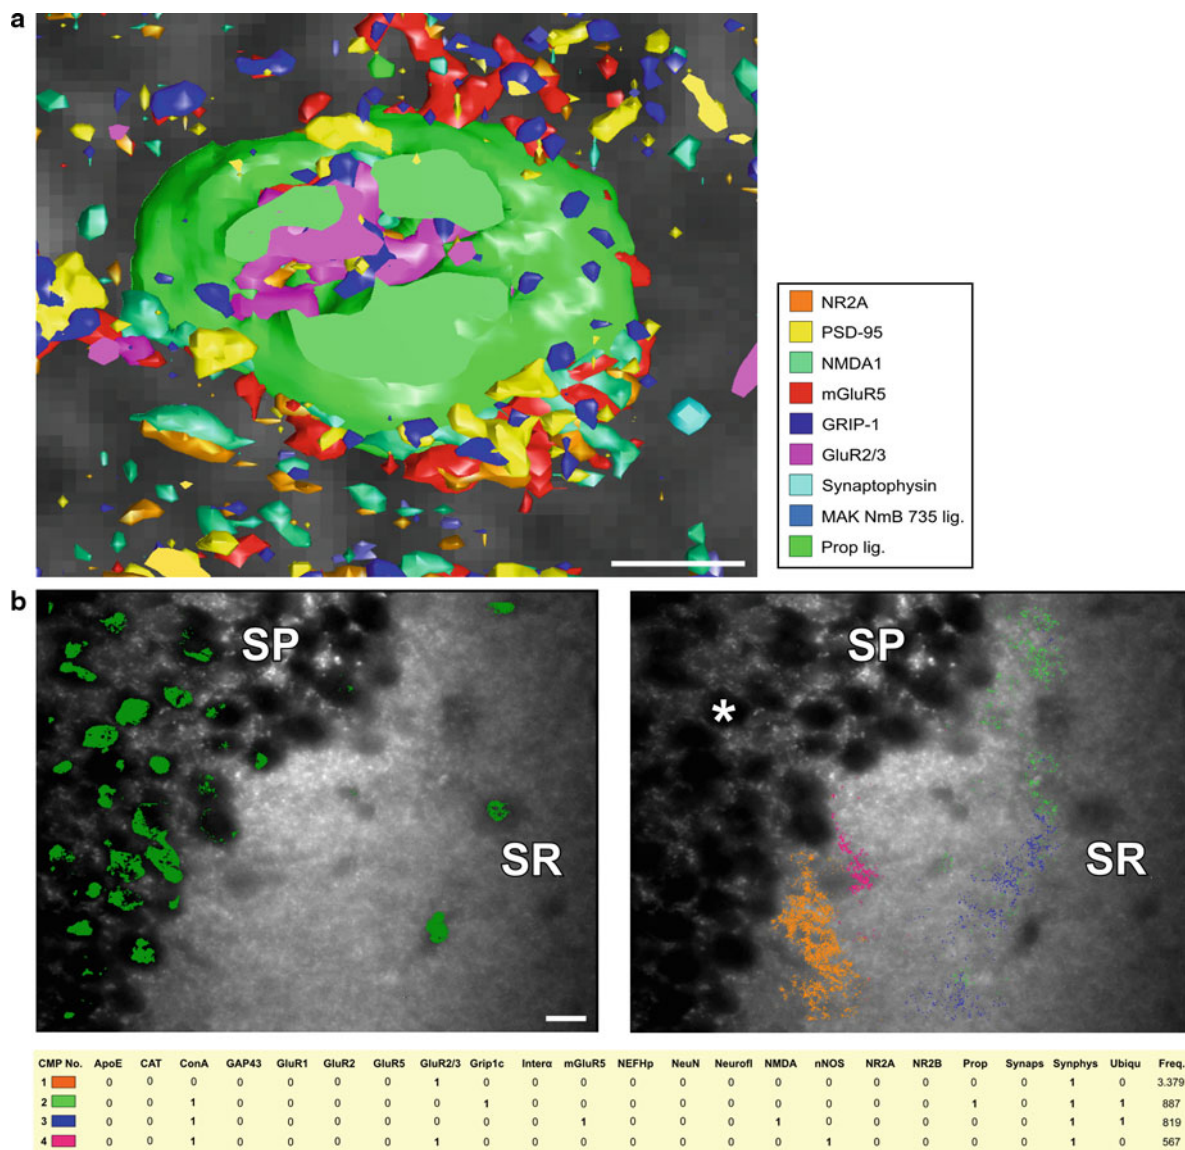 a
NR2A
PSD-95
NMDA1
mGluR5
GRIP-1
GluR2/3
Synaptophysin
MAK NmB 735 lig.
Prop lig.
b
SP
SR
SP
*
SR
CMP No. ApoE CAT ConA GAP43 GluR1 GluR2 GluR5 GluR2/3 Grip1c Interα mGluR5 NEFHp NeuN Neurofl NMDA nNOS NR2A NR2B Prop Synaps Synphys Ubiqu Freq.
1 0 0 0 0 0 0 0 1 0 0 0 0 0 0 0 0 0 0 0 0 1 0 3.379
2 0 0 1 0 0 0 0 0 1 0 0 0 0 0 0 0 0 0 1 0 1 1 887
3 0 0 1 0 0 0 0 0 0 0 1 0 0 0 1 0 0 0 0 0 1 1 819
4 0 0 1 0 0 0 0 1 0 0 0 0 0 0 0 1 0 0 0 0 1 0 567